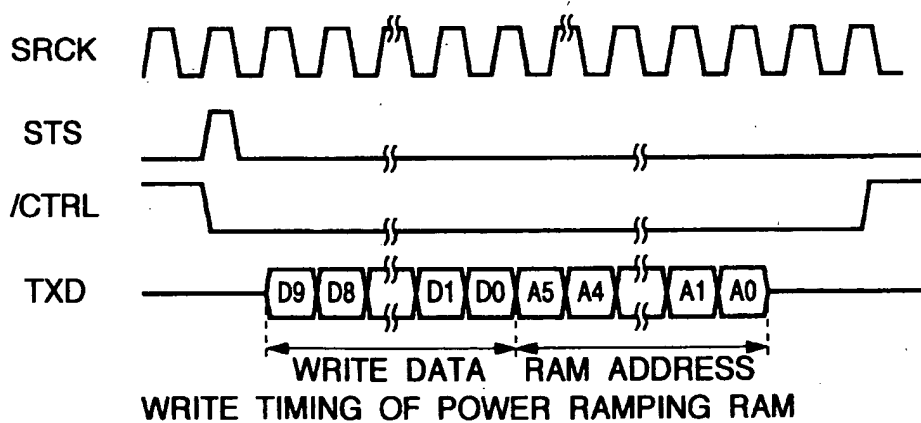 SRCK
STS
/CTRL
TXD D9 D8 D1 D0 A5 A4 A1 A0
WRITE DATA RAM ADDRESS
WRITE TIMING OF POWER RAMPING RAM